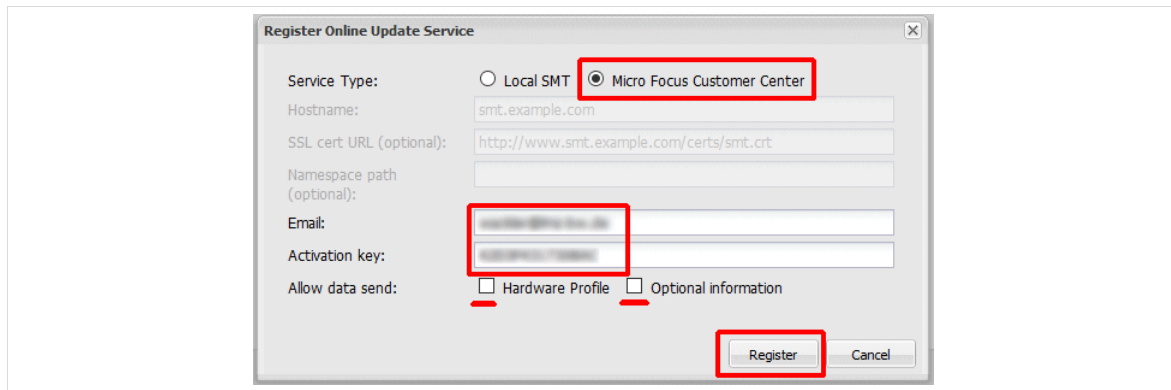 Register Online Update Service
Service Type: Local SMT Micro Focus Customer Center
Hostname: smt.example.com
SSL cert URL (optional): http://www.smt.example.com/certs/smt.crt
Namespace path
(optional):
Email:
Activation key:
Allow data send: Hardware Profile Optional information
Register Cancel